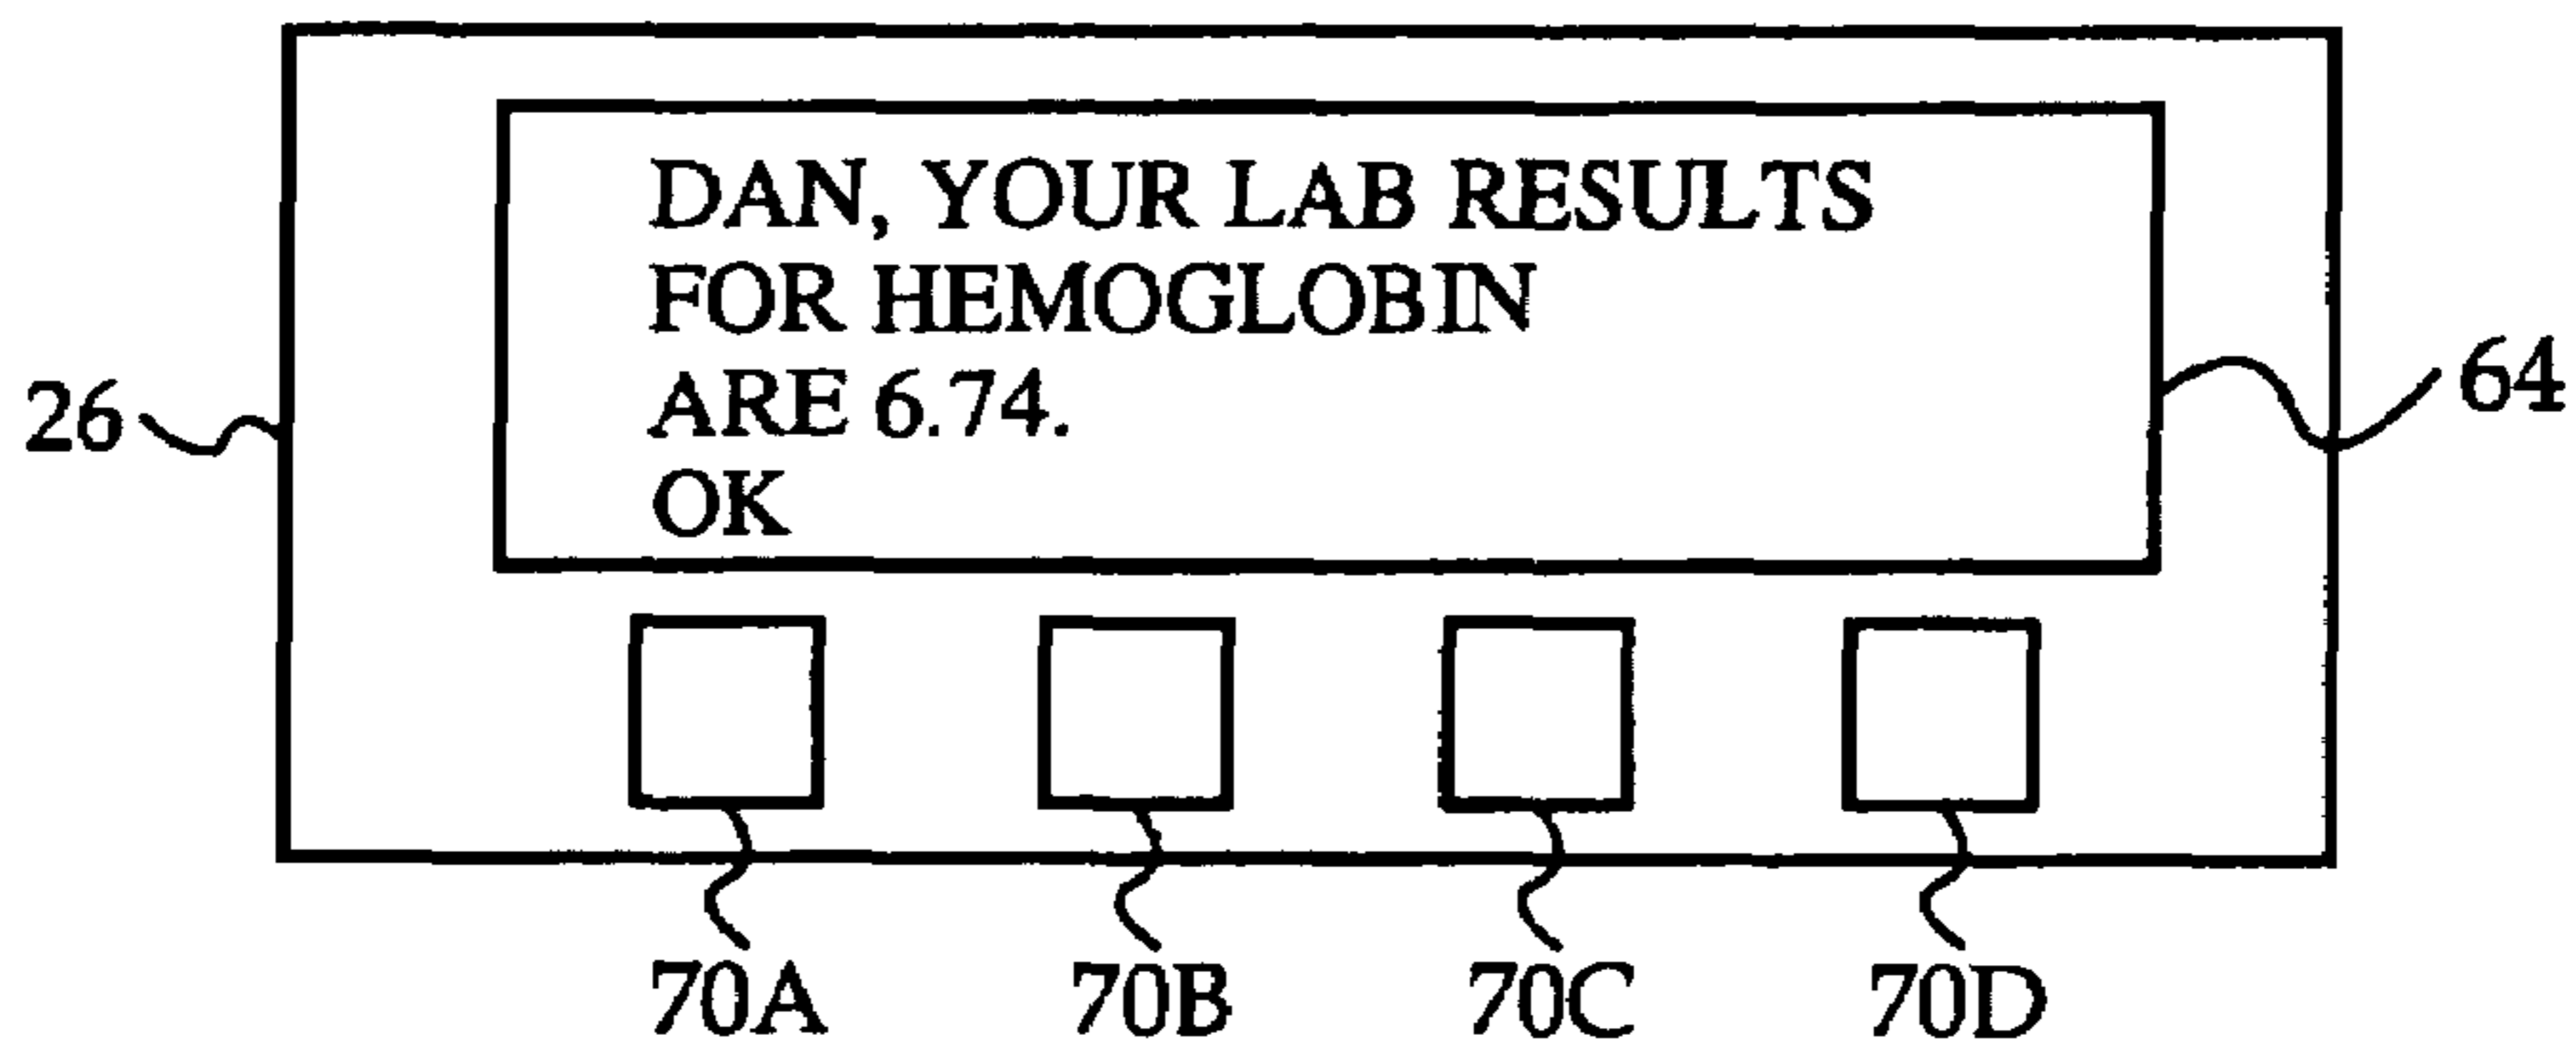 DAN, YOUR LAB RESULTS
FOR HEMOGLOBIN
ARE 6.74.
OK
26
64
70A 70B 70C 70D